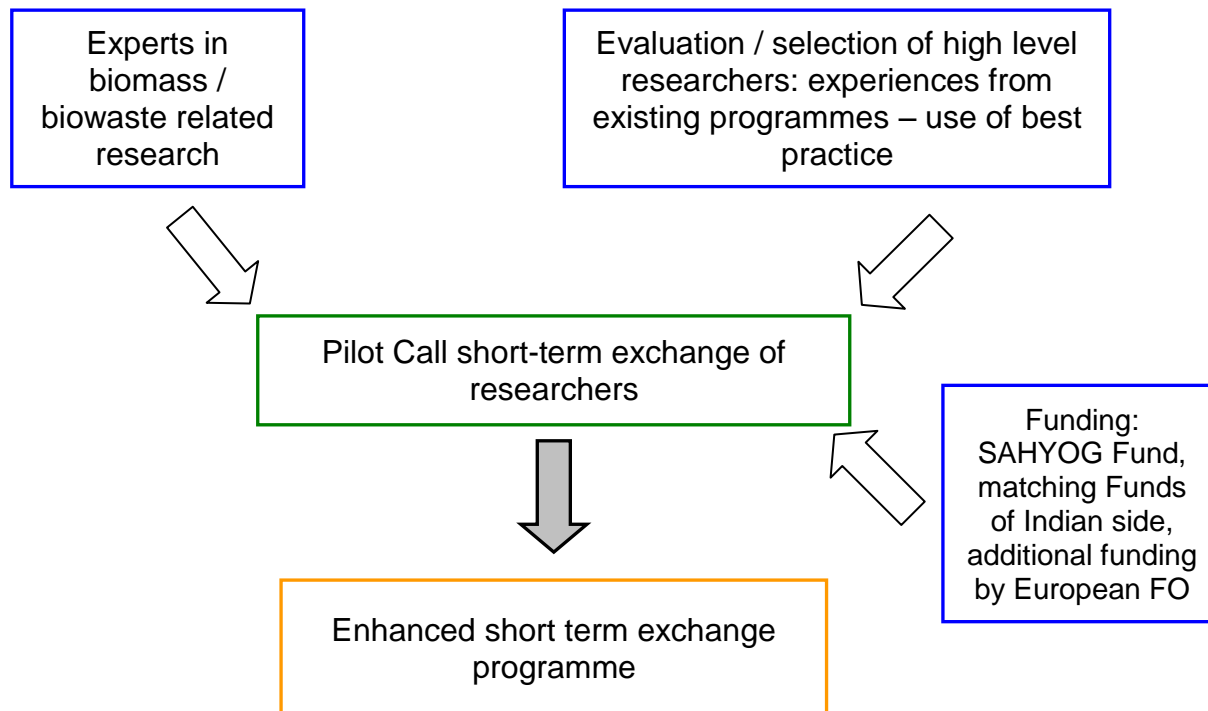 Experts in
biomass /
biowaste related
research
Evaluation / selection of high level
researchers: experiences from
existing programmes – use of best
practice
Pilot Call short-term exchange of
researchers
Funding:
SAHYOG Fund,
matching Funds
of Indian side,
additional funding
by European FO
Enhanced short term exchange
programme